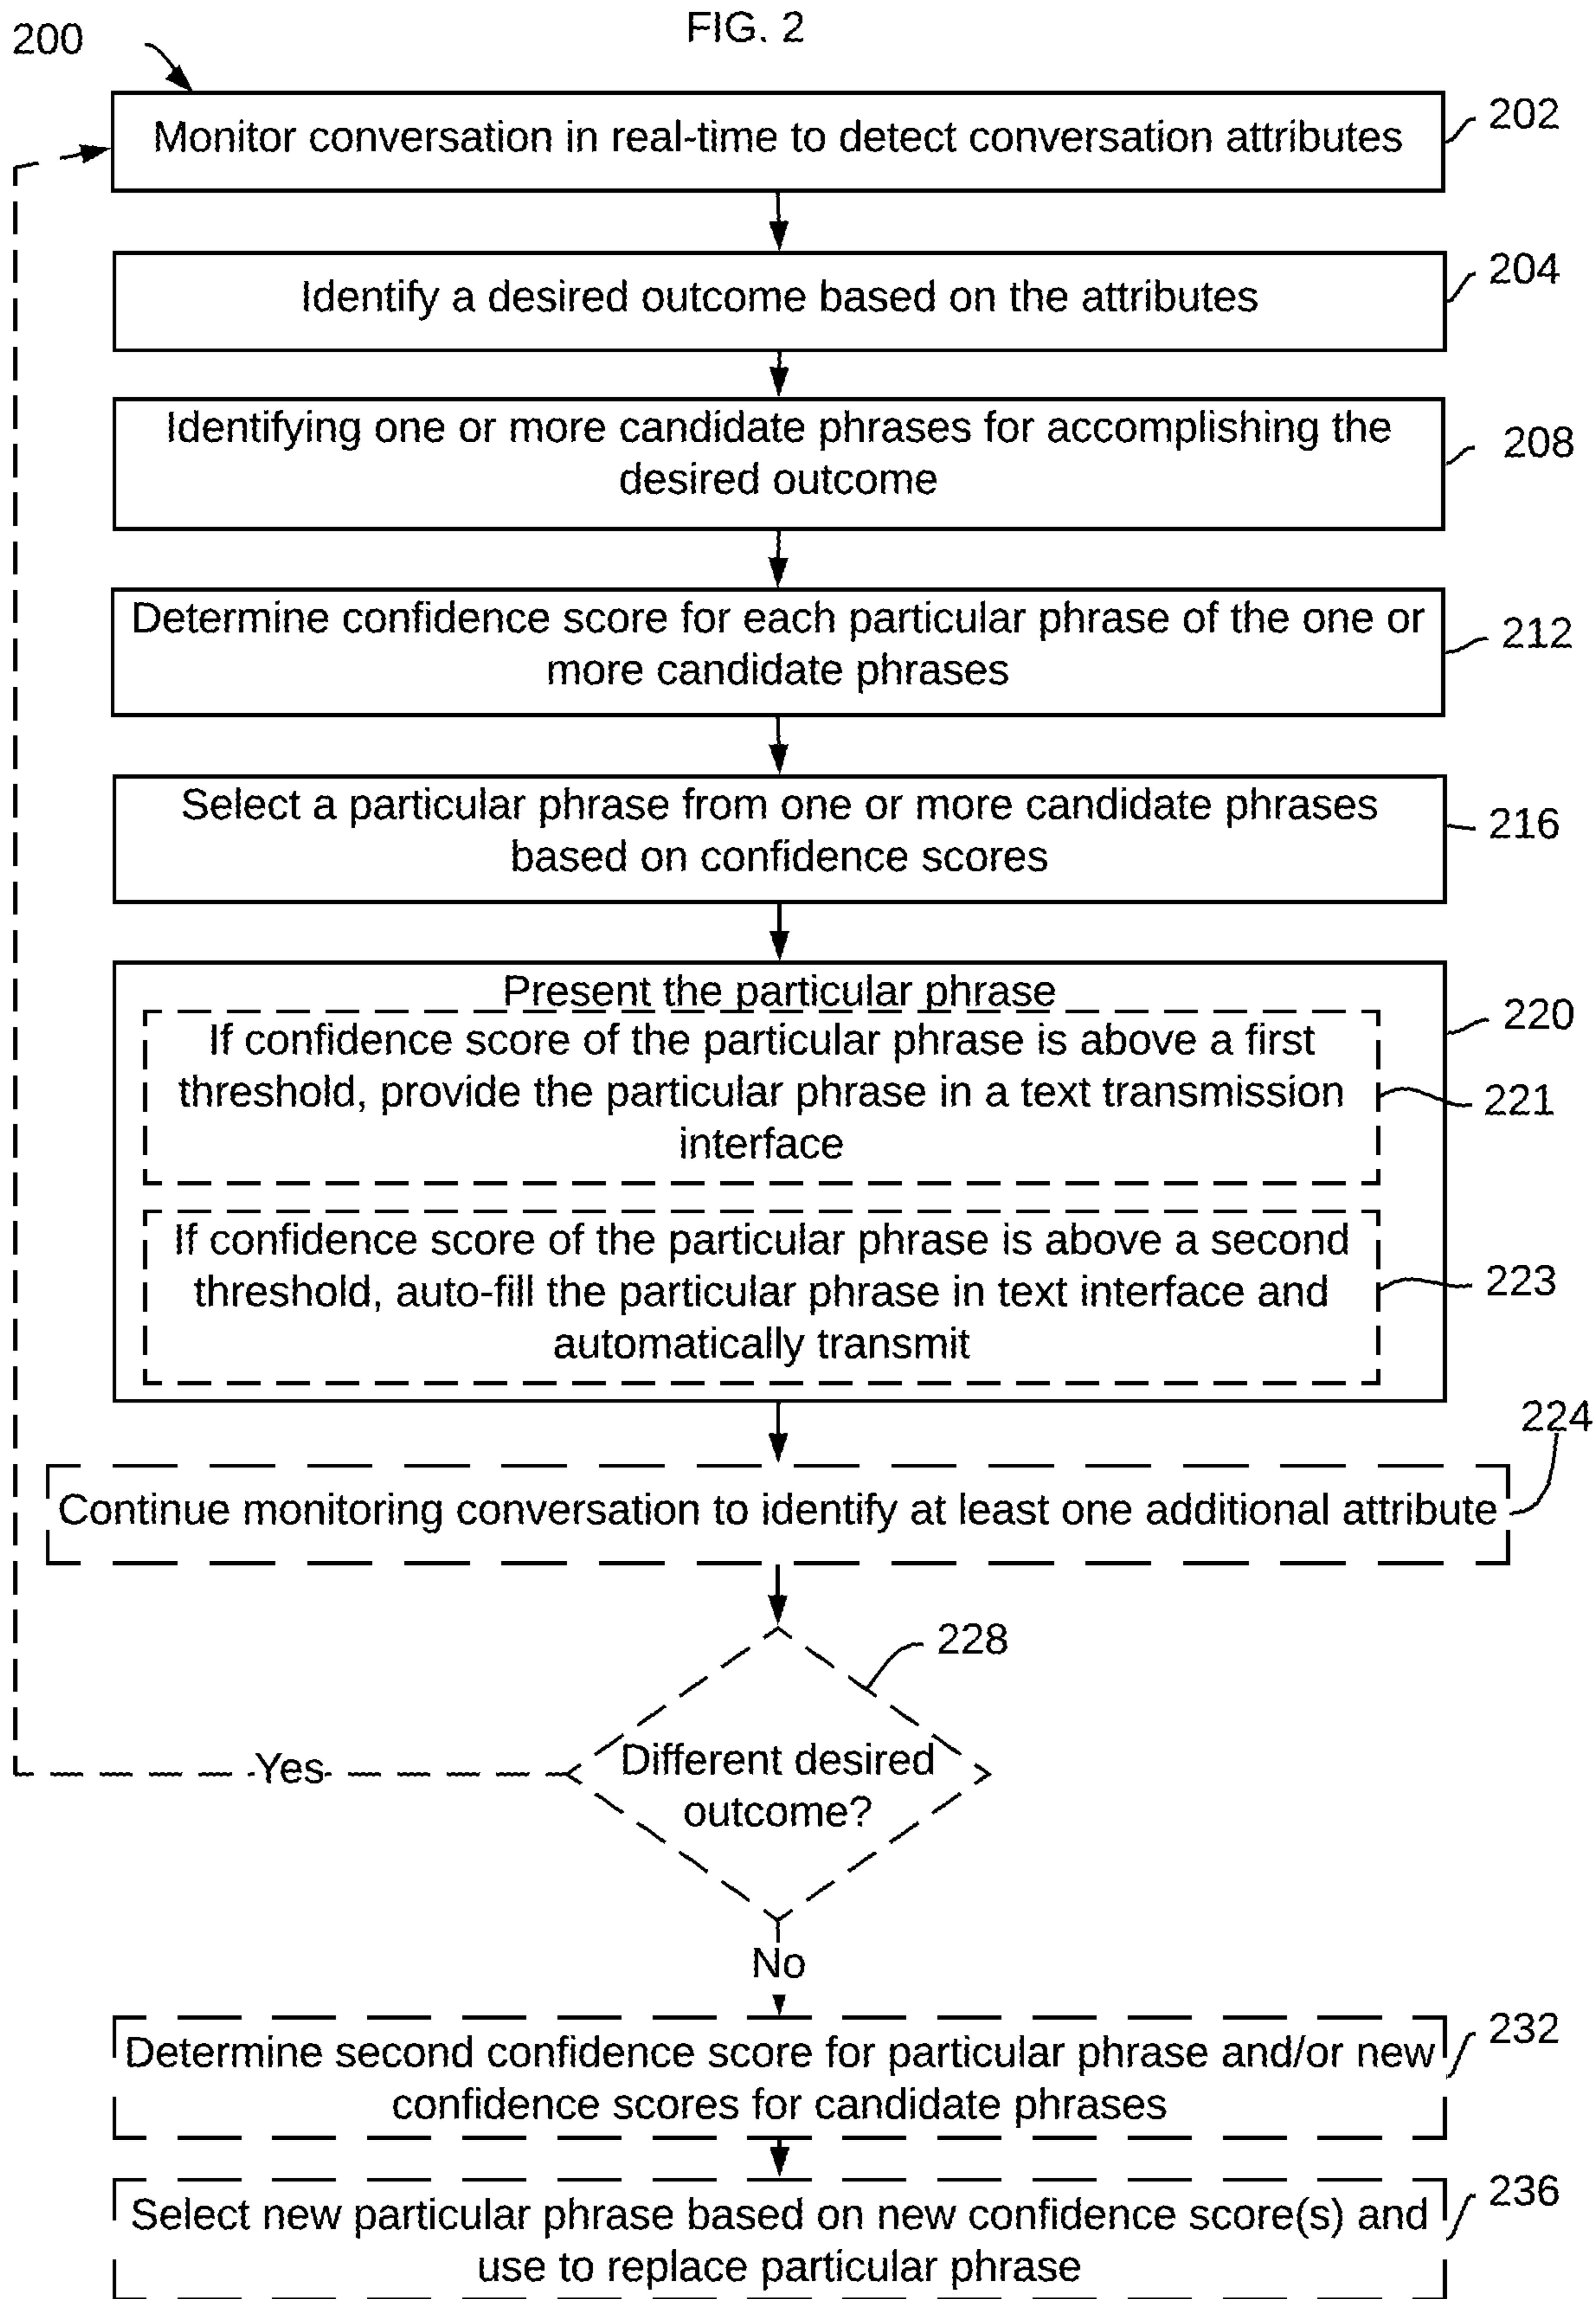 FIG. 2
200
Monitor conversation in real-time to detect conversation attributes
202
Identify a desired outcome based on the attributes
204
Identifying one or more candidate phrases for accomplishing the
desired outcome
208
Determine confidence score for each particular phrase of the one or
more candidate phrases
212
Select a particular phrase from one or more candidate phrases
based on confidence scores
216
Present the particular phrase
220
If confidence score of the particular phrase is above a first
threshold, provide the particular phrase in a text transmission
interface
221
If confidence score of the particular phrase is above a second
threshold, auto-fill the particular phrase in text interface and
automatically transmit
223
224
Continue monitoring conversation to identify at least one additional attribute
228
Different desired
outcome?
Yes
No
Determine second confidence score for particular phrase and/or new
confidence scores for candidate phrases
232
Select new particular phrase based on new confidence score(s) and
use to replace particular phrase
236